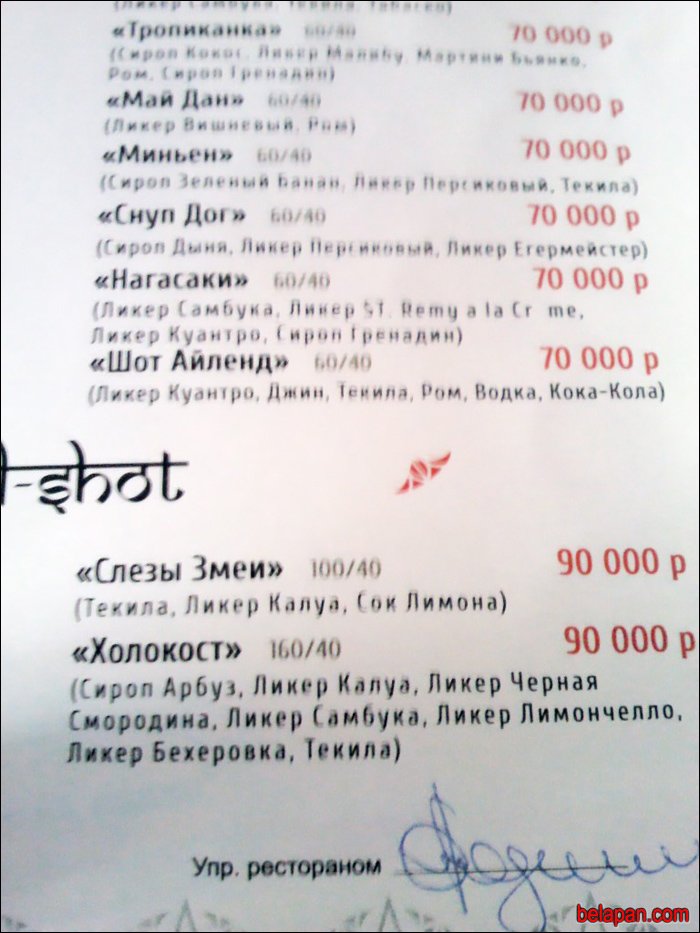 (Ликер Самбука, Текила, Табаско)
«Тропиканка» 60/40 70 000 р
(Сироп Кокос, Ликер Малибу, Мартини Бьянко,
Ром, Сироп Гренадин)
«Май Дан» 60/40 70 000 р
(Ликер Вишневый, Ром)
«Миньен» 60/40 70 000 р
(Сироп Зеленый Банан, Ликер Персиковый, Текила)
«Снуп Дог» 60/40 70 000 р
(Сироп Дыня, Ликер Персиковый, Ликер Егермейстер)
«Нагасаки» 60/40 70 000 р
(Ликер Самбука, Ликер ST. Remy a la Cr me,
Ликер Куантро, Сироп Гренадин)
«Шот Айленд» 60/40 70 000 р
(Ликер Куантро, Джин, Текила, Ром, Водка, Кока-Кола)
-shot
«Слезы Змеи» 100/40 90 000 р
(Текила, Ликер Калуа, Сок Лимона)
«Холокост» 160/40 90 000 р
(Сироп Арбуз, Ликер Калуа, Ликер Черная
Смородина, Ликер Самбука, Ликер Лимончелло,
Ликер Бехеровка, Текила)
Упр. рестораном
belapan.com